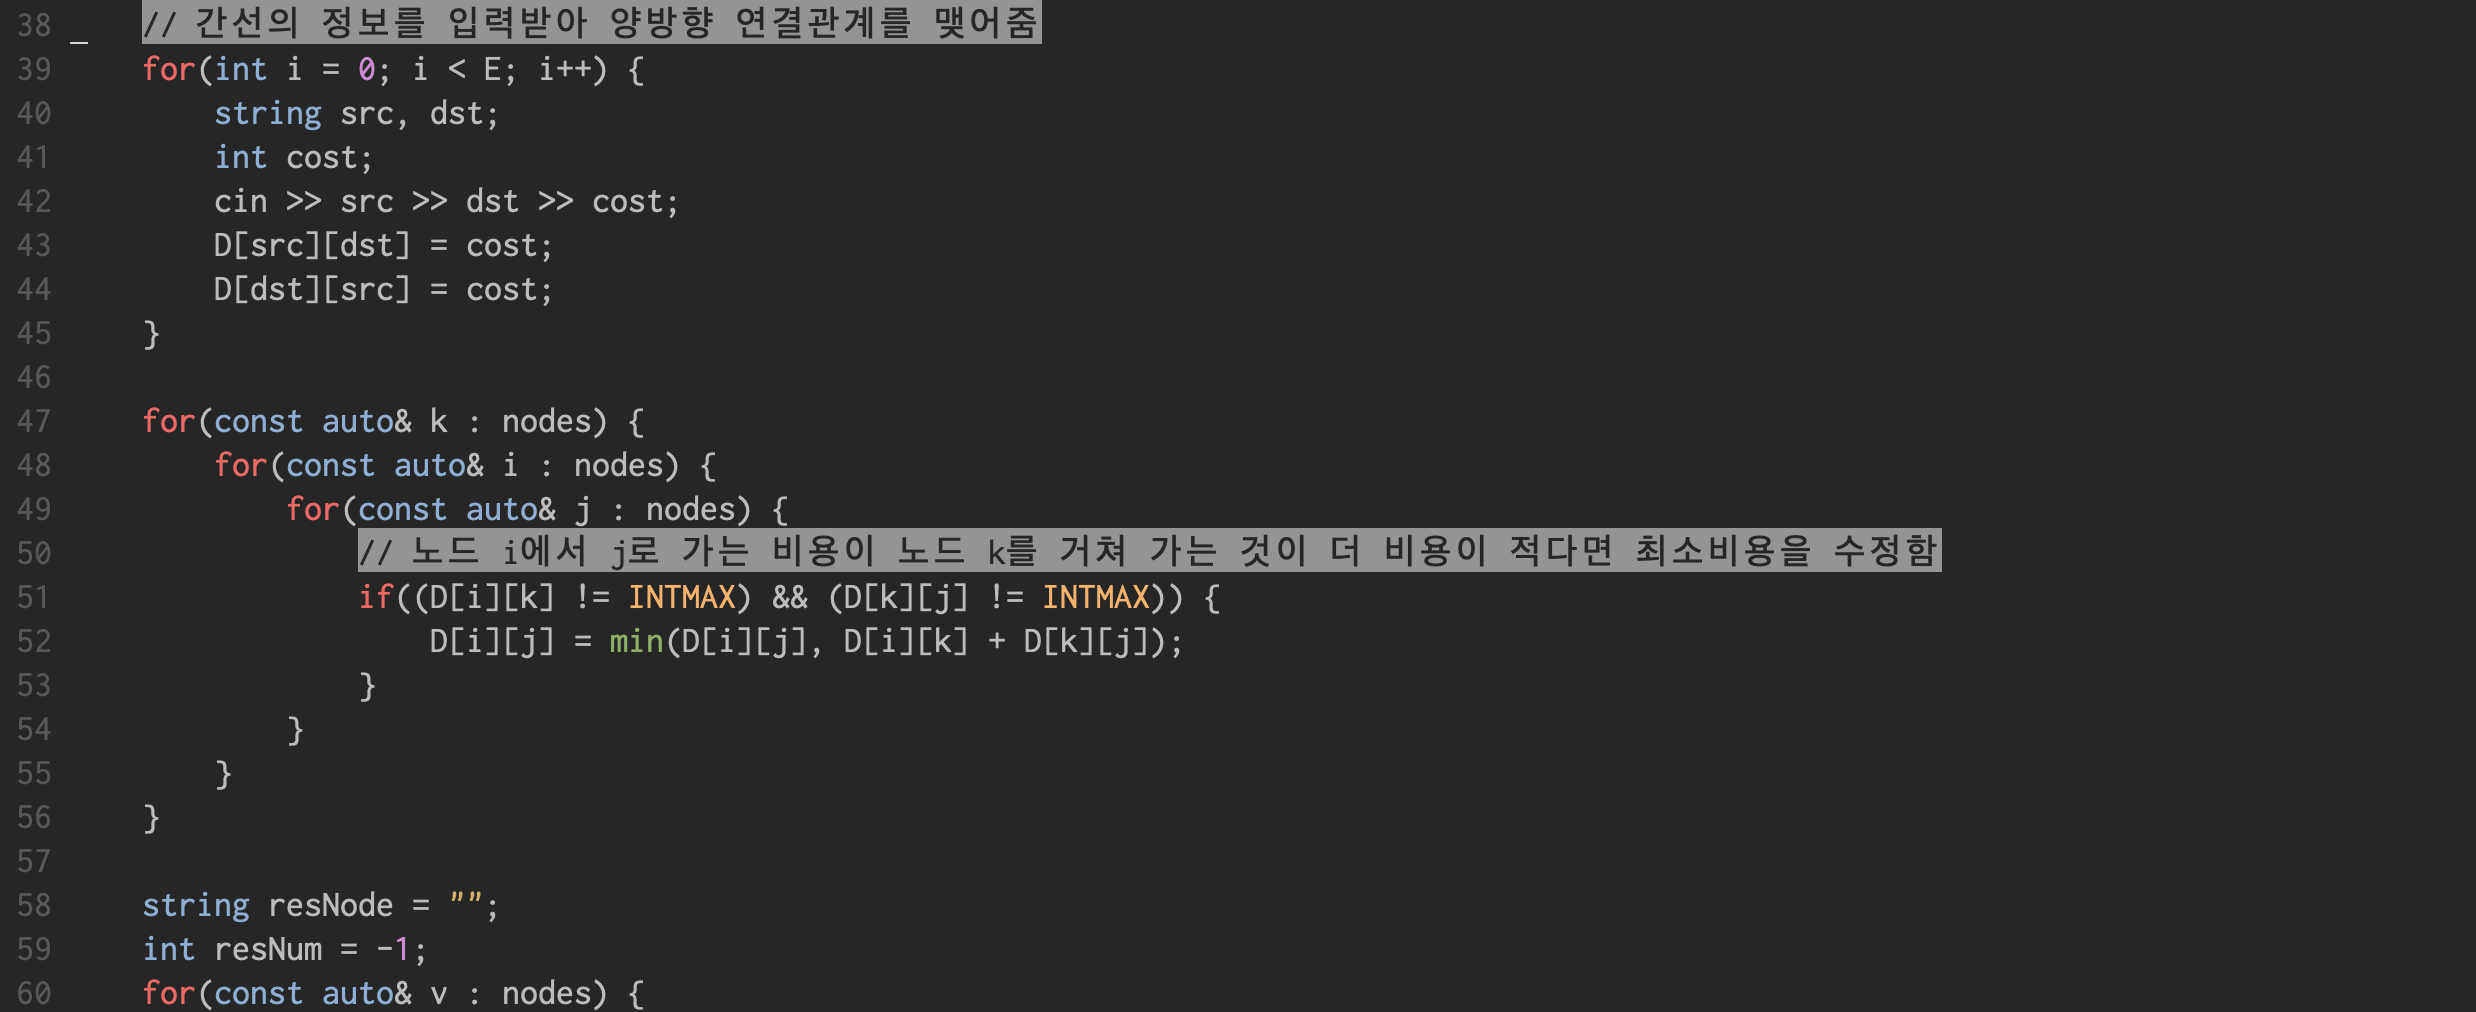 38 _ // 간선의 정보를 입력받아 양방향 연결관계를 맺어줌
39 for(int i = 0; i < E; i++) {
40 string src, dst;
41 int cost;
42 cin >> src >> dst >> cost;
43 D[src][dst] = cost;
44 D[dst][src] = cost;
45 }
46
47 for(const auto& k : nodes) {
48 for(const auto& i : nodes) {
49 for(const auto& j : nodes) {
50 // 노드 i에서 j로 가는 비용이 노드 k를 거쳐 가는 것이 더 비용이 적다면 최소비용을 수정함
51 if((D[i][k] != INTMAX) && (D[k][j] != INTMAX)) {
52 D[i][j] = min(D[i][j], D[i][k] + D[k][j]);
53 }
54 }
55 }
56 }
57
58 string resNode = "";
59 int resNum = -1;
60 for(const auto& v : nodes) {